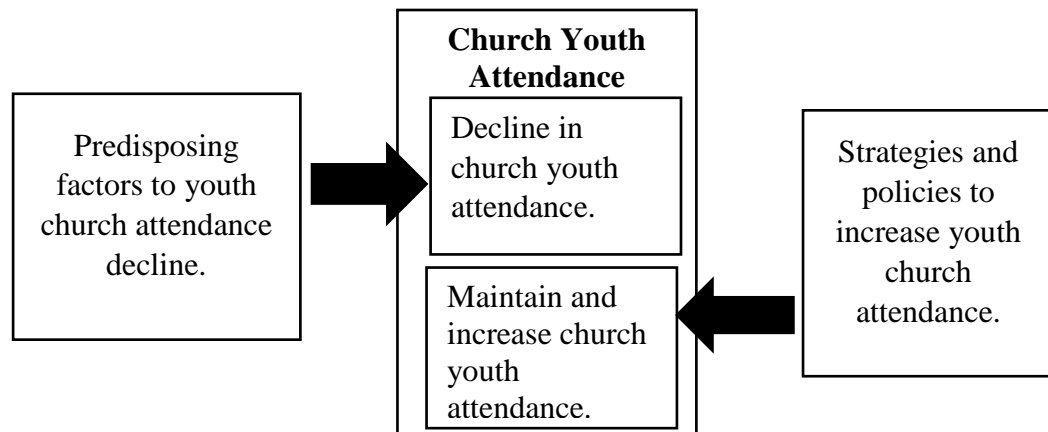 Church Youth
Attendance
Predisposing
factors to youth
church attendance
decline.
Decline in
church youth
attendance.
Maintain and
increase church
youth
attendance.
Strategies and
policies to
increase youth
church
attendance.